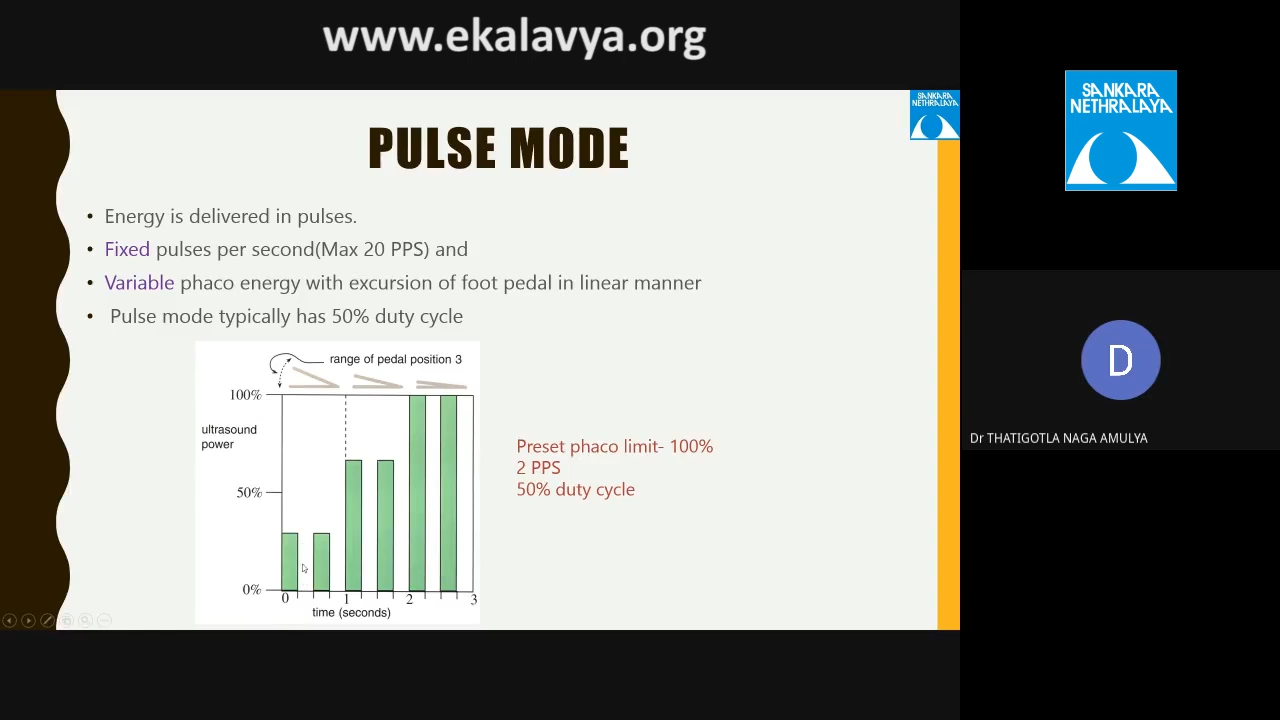 www.ekalavya.org
SANKARA
NETHRALAYA
PULSE MODE
• Energy is delivered in pulses.
• Fixed pulses per second(Max 20 PPS) and
• Variable phaco energy with excursion of foot pedal in linear manner
• Pulse mode typically has 50% duty cycle
range of pedal position 3
100%
ultrasound
power
50%
0%
0 1 2 3
time (seconds)
Preset phaco limit- 100%
2 PPS
50% duty cycle
SANKARA
NETHRALAYA
D
Dr THATIGOTLA NAGA AMULYA